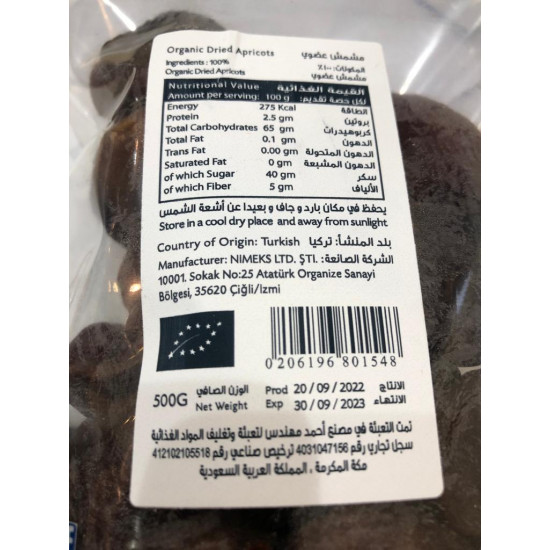 Organic Dried Apricots مشمش عضوي
Ingredients: 100% المكونات: ١٠٠٪
Organic Dried Apricots مشمش عضوي
Nutritional Value القيمة الغذائية
Amount per serving: 100 g لكل حصة تقديم:
Energy 275 Kcal الطاقة
Protein 2.5 gm بروتين
Total Carbohydrates 65 gm كربوهيدرات
Total Fat 0.1 gm الدهون
Trans Fat 0.00 gm الدهون المتحولة
Saturated Fat 0 gm الدهون المشبعة
of which Sugar 40 gm سكر
of which Fiber 5 gm الألياف
يحفظ في مكان بارد و جاف و بعيدا عن أشعة الشمس
Store in a cool dry place and away from sunlight
Country of Origin: Turkish بلد المنشأ: تركيا
Manufacturer: NIMEKS LTD. ŞTI. الشركة الصانعة:
10001. Sokak No:25 Atatürk Organize Sanayi
Bölgesi, 35620 Çiğli/Izmi
0 206196 801548
500G الوزن الصافي Prod 20/09/2022 الانتاج
Net Weight Exp 30/09/2023 الانتهاء
تمت التعبئة في مصنع أحمد مهندس لتعبئة وتغليف المواد الغذائية
سجل تجاري رقم 4031047156 ترخيص صناعي رقم 412102105518
مكة المكرمة ، المملكة العربية السعودية